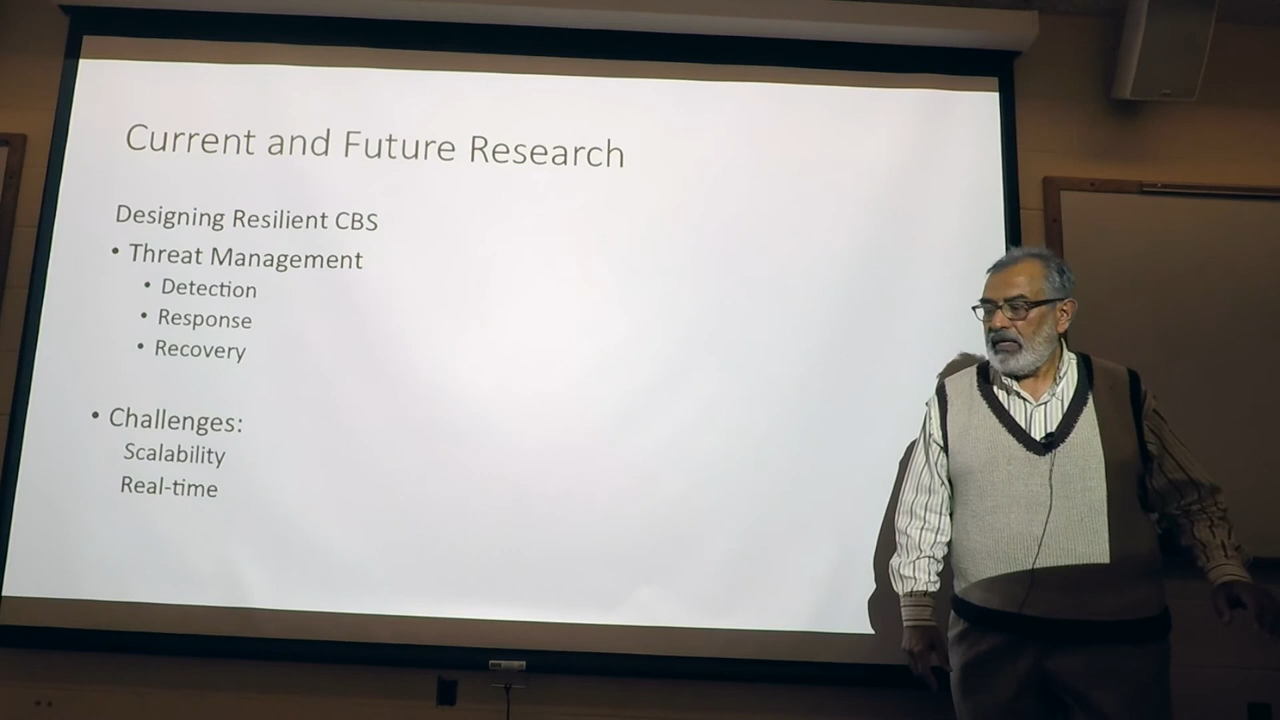 Current and Future Research
Designing Resilient CBS
• Threat Management
• Detection
• Response
• Recovery
• Challenges:
Scalability
Real-time